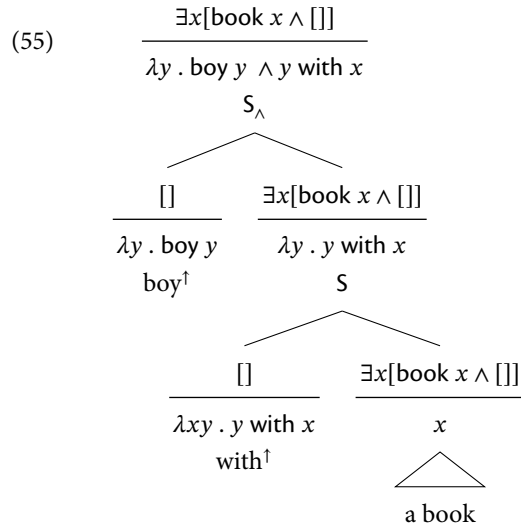 (55)
∃x[book x ∧ []]
λy . boy y ∧ y with x
S∧
[] ∃x[book x ∧ []]
λy . boy y λy . y with x
boy↑ S
[] ∃x[book x ∧ []]
λxy . y with x x
with↑
a book